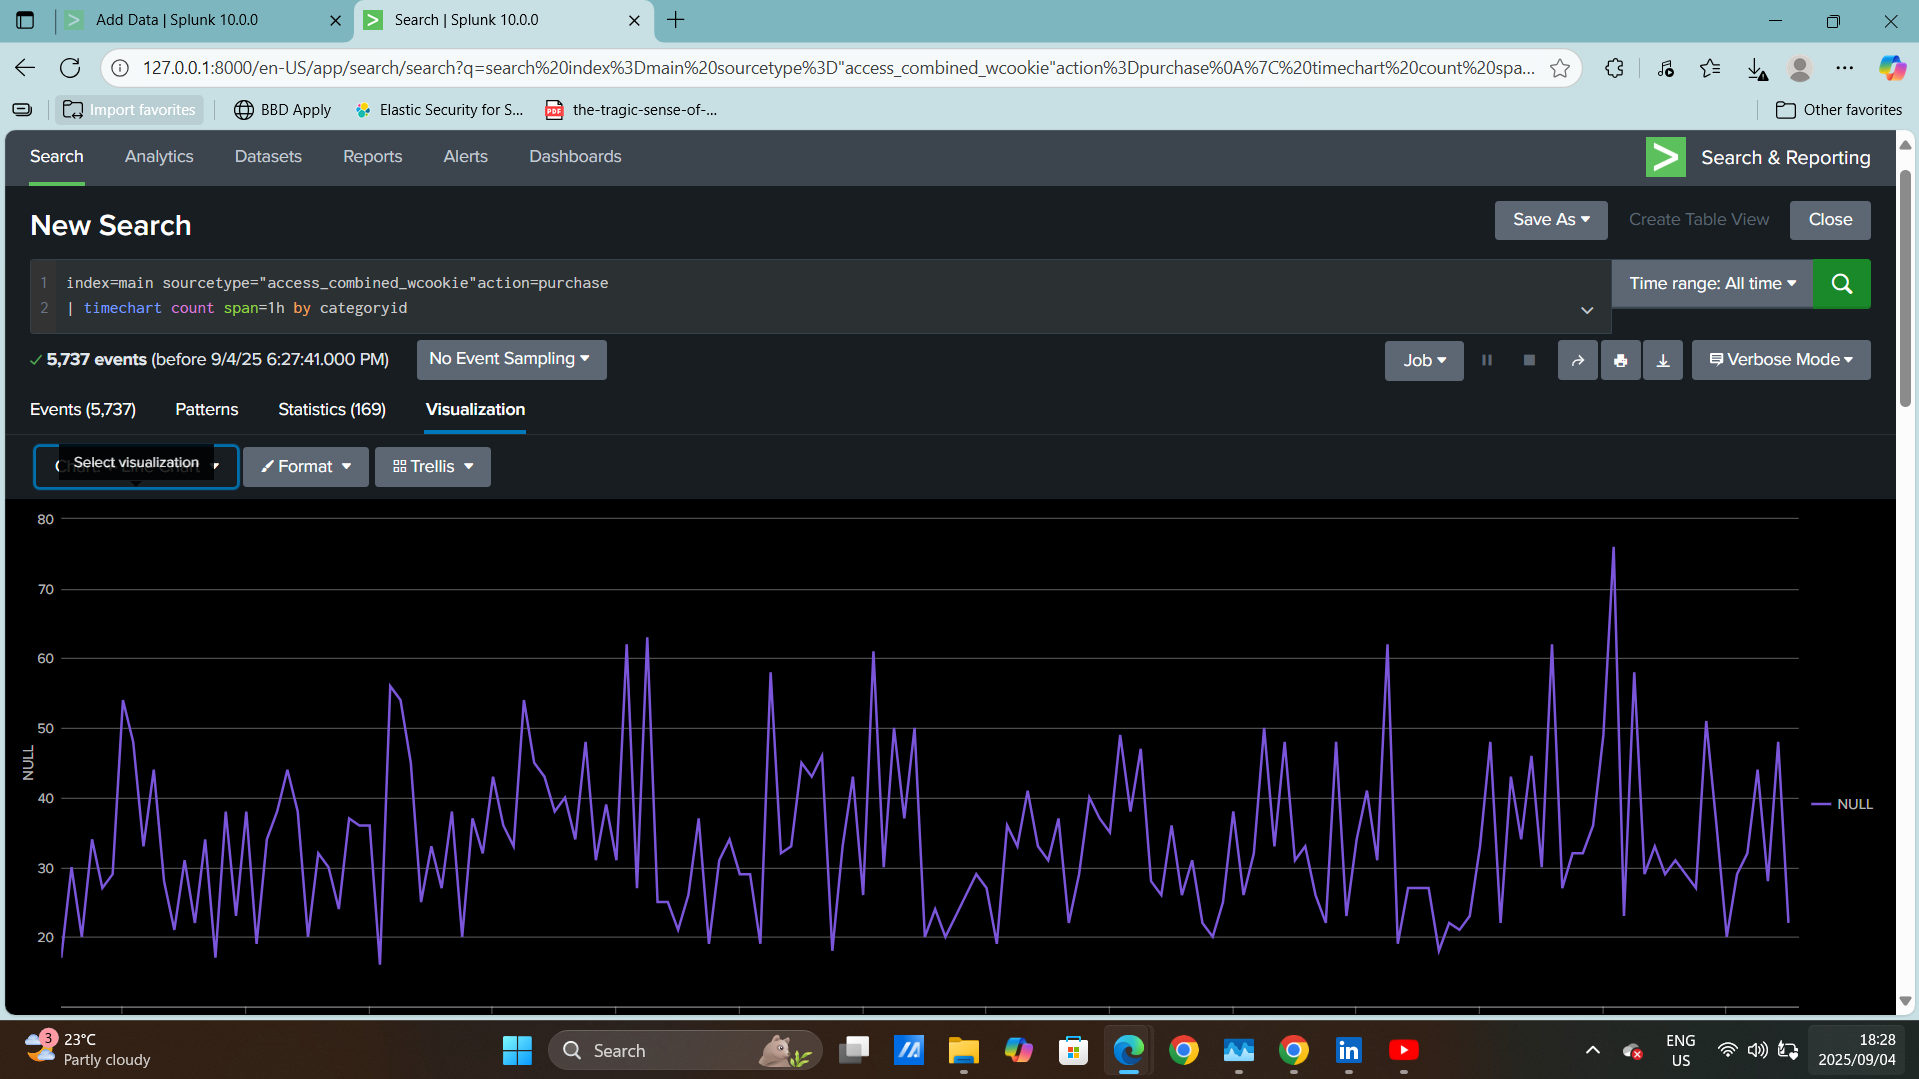 Add Data | Splunk 10.0.0
Search | Splunk 10.0.0
127.0.0.1:8000/en-US/app/search/search?q=search%20index%3Dmain%20sourcetype%3D"access_combined_wcookie"action%3Dpurchase%0A%7C%20timechart%20count%20spa...
Import favorites
BBD Apply
Elastic Security for S...
PDF
the-tragic-sense-of-...
Other favorites
Search
Analytics
Datasets
Reports
Alerts
Dashboards
Search & Reporting
New Search
Save As
Create Table View
Close
1 index=main sourcetype="access_combined_wcookie"action=purchase
2 | timechart count span=1h by categoryid
Time range: All time
5,737 events (before 9/4/25 6:27:41.000 PM)
No Event Sampling
Job
Verbose Mode
Events (5,737)
Patterns
Statistics (169)
Visualization
Select visualization
Format
Trellis
80
70
60
50
40
30
20
NULL
NULL
3
23°C
Partly cloudy
Search
ENG
US
18:28
2025/09/04